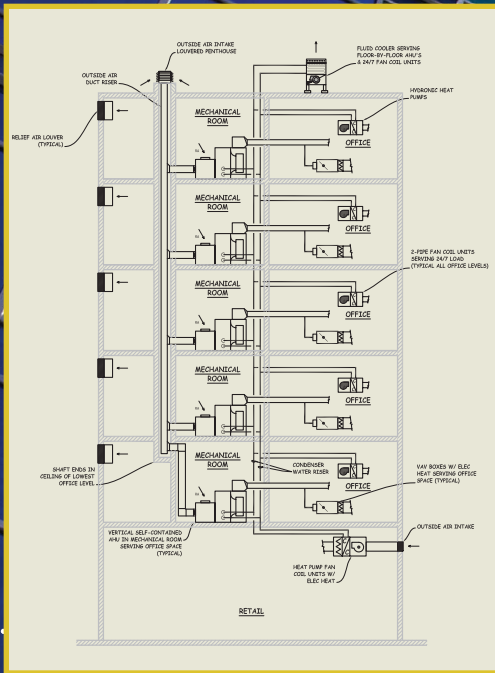 OUTSIDE AIR INTAKE
LOUVERED PENTHOUSE
FLUID COOLER SERVING
FLOOR-BY-FLOOR AHU'S
& 24/7 FAN COIL UNITS
OUTSIDE AIR
DUCT RISER
HYDRONIC HEAT
PUMPS
RELIEF AIR LOUVER
(TYPICAL)
MECHANICAL
ROOM
OFFICE
MECHANICAL
ROOM
OFFICE
2-PIPE FAN COIL UNITS
SERVING 24/7 LOAD
(TYPICAL ALL OFFICE LEVELS)
MECHANICAL
ROOM
OFFICE
MECHANICAL
ROOM
OFFICE
MECHANICAL
ROOM
OFFICE
CONDENSER
WATER RISER
SHAFT ENDS IN
CEILING OF LOWEST
OFFICE LEVEL
VAV BOXES W/ ELEC
HEAT SERVING OFFICE
SPACE (TYPICAL)
OUTSIDE AIR INTAKE
VERTICAL SELF-CONTAINED
AHU IN MECHANICAL ROOM
SERVING OFFICE SPACE
(TYPICAL)
HEAT PUMP FAN
COIL UNITS W/
ELEC HEAT
RETAIL